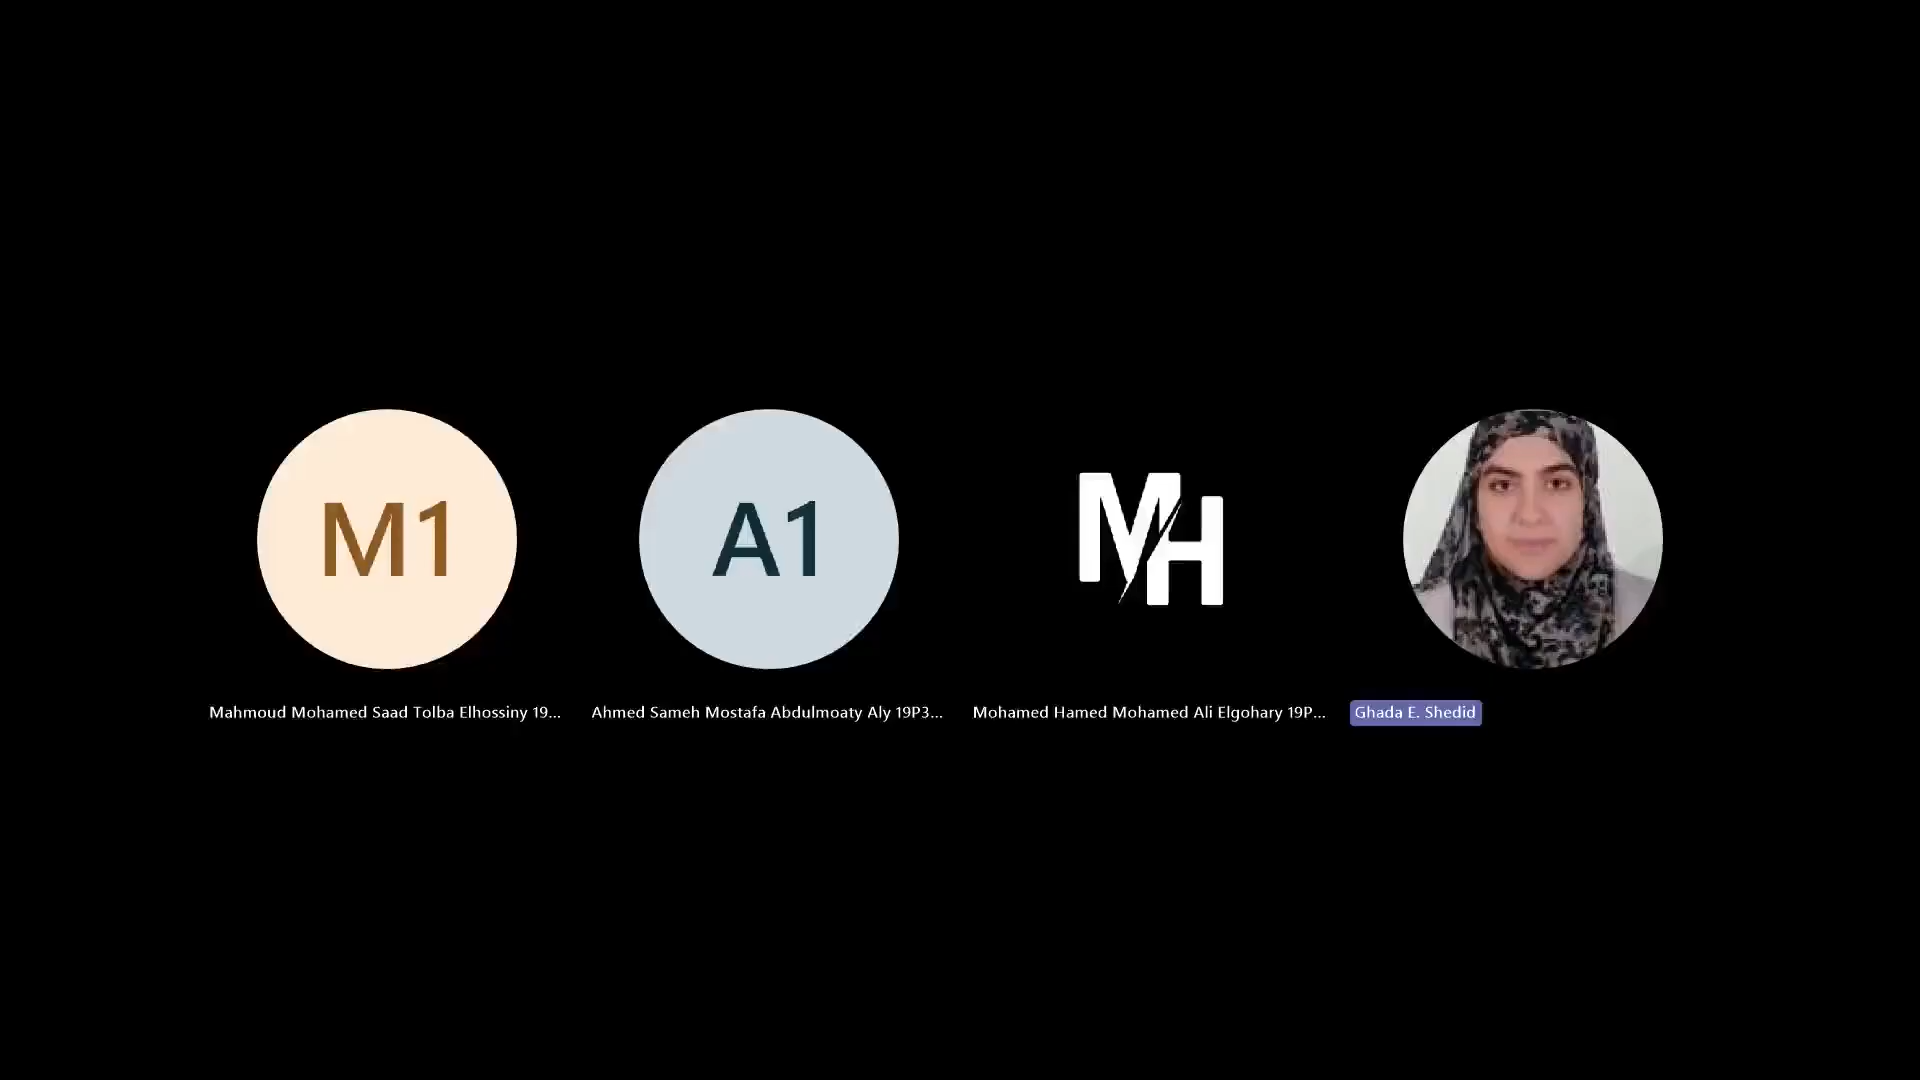 M1
A1
MH
Mahmoud Mohamed Saad Tolba Elhossiny 19...
Ahmed Sameh Mostafa Abdulmoaty Aly 19P3...
Mohamed Hamed Mohamed Ali Elgohary 19P...
Ghada E. Shedid